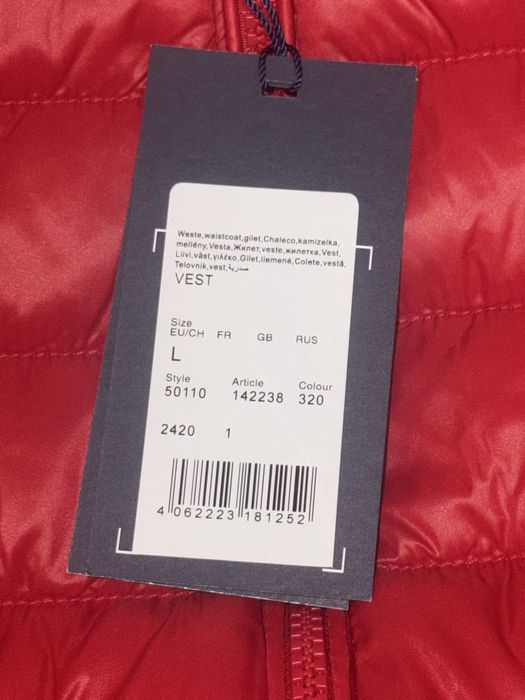 Weste,waistcoat,gilet,Chaleco,kamizelka,
mellény,Vesta,Жилет,veste,жилетка,Vest,
Liivi,väst,γιλέκο,Gilet,liemenė,Colete,vestă,
Telovnik,vest,صدرية
VEST
Size
EU/CH FR GB RUS
L
Style Article Colour
50110 142238 320
2420 1
4 062223 181252